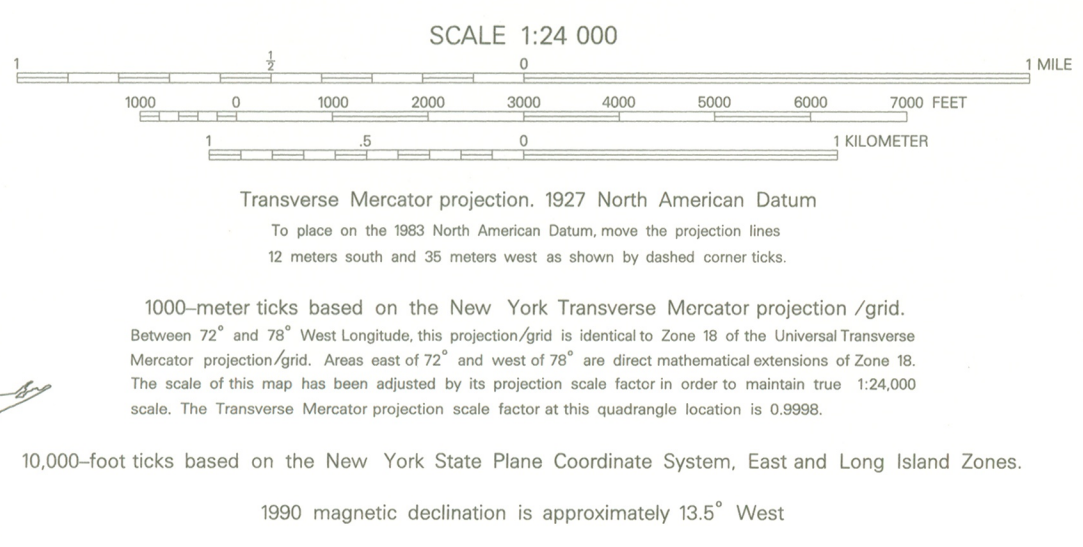 SCALE 1:24 000
1 1/2 0 1 MILE
1000 0 1000 2000 3000 4000 5000 6000 7000 FEET
1 .5 0 1 KILOMETER
Transverse Mercator projection. 1927 North American Datum
To place on the 1983 North American Datum, move the projection lines
12 meters south and 35 meters west as shown by dashed corner ticks.
1000–meter ticks based on the New York Transverse Mercator projection /grid.
Between 72° and 78° West Longitude, this projection/grid is identical to Zone 18 of the Universal Transverse
Mercator projection/grid. Areas east of 72° and west of 78° are direct mathematical extensions of Zone 18.
The scale of this map has been adjusted by its projection scale factor in order to maintain true 1:24,000
scale. The Transverse Mercator projection scale factor at this quadrangle location is 0.9998.
10,000–foot ticks based on the New York State Plane Coordinate System, East and Long Island Zones.
1990 magnetic declination is approximately 13.5° West